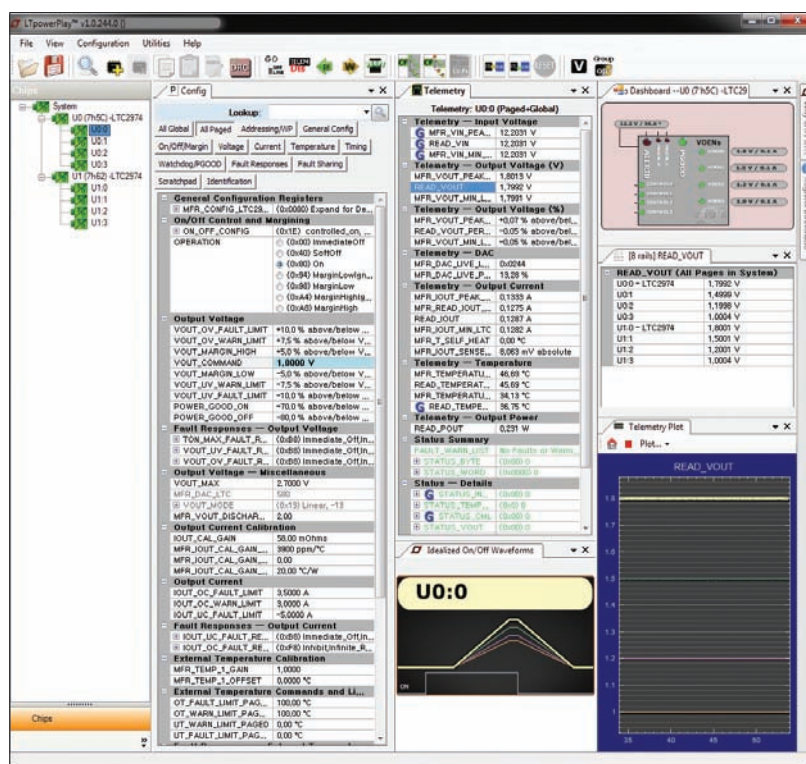 LTpowerPlay™ v1.0.244.0 ()
File View Configuration Utilities Help
Chips
System
U0 (7h5C) -LTC2974
U0:0
U0:1
U0:2
U0:3
U1 (7h62) -LTC2974
U1:0
U1:1
U1:2
U1:3
Chips
Config
Lookup:
All Global All Paged Addressing/WP General Config
On/Off/Margin Voltage Current Temperature Timing
Watchdog/PGOOD Fault Responses Fault Sharing
Scratchpad Identification
General Configuration Registers
MFR_CONFIG_LTC29... (0x0080) Expand for De...
On/Off Control and Margining
ON_OFF_CONFIG (0x1E) controlled_on, ...
OPERATION (0x00) ImmediateOff
(0x40) SoftOff
(0x80) On
(0x94) MarginLowIgn...
(0x98) MarginLow
(0xA4) MarginHighIg...
(0xA8) MarginHigh
Output Voltage
VOUT_OV_FAULT_LIMIT +10,0 % above/below ...
VOUT_OV_WARN_LIMIT +7,5 % above/below V...
VOUT_MARGIN_HIGH +5,0 % above/below V...
VOUT_COMMAND 1,8000 V
VOUT_MARGIN_LOW -5,0 % above/below V...
VOUT_UV_WARN_LIMIT -7,5 % above/below V...
VOUT_UV_FAULT_LIMIT -10,0 % above/below ...
POWER_GOOD_ON
POWER_GOOD_OFF
Fault Responses — Output Voltage
TON_MAX_FAULT_R... (0xB8) Immediate_Off,In...
VOUT_UV_FAULT_R... (0xB8) Immediate_Off,In...
VOUT_OV_FAULT_R... (0xB8) Immediate_Off,In...
Output Voltage — Miscellaneous
VOUT_MAX 2,7000 V
MFR_DAC_LTC 580
VOUT_MODE (0x13) Linear, -13
MFR_VOUT_DISCHAR... 2,00
Output Current Calibration
IOUT_CAL_GAIN 58,00 mOhms
MFR_IOUT_CAL_GAIN_... 3900 ppm/°C
MFR_IOUT_CAL_GAIN_... 0,00
MFR_IOUT_CAL_GAIN_... 20,00 °C/W
Output Current
IOUT_OC_FAULT_LIMIT 3,5000 A
IOUT_OC_WARN_LIMIT 3,0000 A
IOUT_UC_FAULT_LIMIT -5,0000 A
Fault Responses — Output Current
IOUT_UC_FAULT_RE... (0xB8) Immediate_Off,In...
IOUT_OC_FAULT_RE... (0xF8) Inhibit,Infinite_R...
External Temperature Calibration
MFR_TEMP_1_GAIN 1,0000
MFR_TEMP_1_OFFSET 0,0000 °C
External Temperature Commands and Li...
OT_FAULT_LIMIT_PAG... 100,00 °C
OT_WARN_LIMIT_PAG... 100,00 °C
UT_WARN_LIMIT_PAGED 0,00 °C
UT_FAULT_LIMIT_PAG... 0,00 °C
Telemetry
Telemetry: U0:0 (Paged+Global)
Telemetry — Input Voltage
MFR_VIN_PEA... 12,2031 V
READ_VIN 12,2031 V
MFR_VIN_MIN_... 12,2031 V
Telemetry — Output Voltage (V)
MFR_VOUT_PEAK... 1,8013 V
READ_VOUT 1,7992 V
MFR_VOUT_MIN_L... 1,7991 V
Telemetry — Output Voltage (%)
MFR_VOUT_PEAK... +0,07 % above/bel...
READ_VOUT_PER... -0,05 % above/bel...
MFR_VOUT_MIN_L... -0,05 % above/bel...
Telemetry — DAC
MFR_DAC_LIVE_L... 0x0244
MFR_DAC_LIVE_P... 13,28 %
Telemetry — Output Current
MFR_IOUT_PEAK_... 0,1333 A
MFR_READ_IOUT_... 0,1275 A
READ_IOUT 0,1287 A
MFR_IOUT_MIN_LTC 0,1282 A
MFR_T_SELF_HEAT 0,00 °C
MFR_IOUT_SENSE... 8,063 mV absolute
Telemetry — Temperature
MFR_TEMPERATU... 46,69 °C
READ_TEMPERAT... 45,69 °C
MFR_TEMPERATU... 34,13 °C
READ_TEMPE... 36,75 °C
Telemetry — Output Power
READ_POUT 0,231 W
Status Summary
FAULT_WARN_LIST No Faults or Warn...
STATUS_BYTE (0x00) 0
STATUS_WORD (0x0000) 0
Status — Details
STATUS_IN... (0x00) 0
STATUS_TEMP...
STATUS_CML (0x00) 0
STATUS_VOUT (0x00) 0
Idealized On/Off Waveforms
U0:0
ON
Dashboard --U0 (7h5C) -LTC29
VOENs
[8 rails] READ_VOUT
READ_VOUT (All Pages in System)
U0:0 - LTC2974 1,7992 V
U0:1 1,4999 V
U0:2 1,1998 V
U0:3 1,0004 V
U1:0 - LTC2974 1,8001 V
U1:1 1,5001 V
U1:2 1,2001 V
U1:3 1,0004 V
Telemetry Plot
Plot...
READ_VOUT
1.8
1.7
1.6
1.5
1.4
1.3
1.2
1.1
1
35 40 45 50